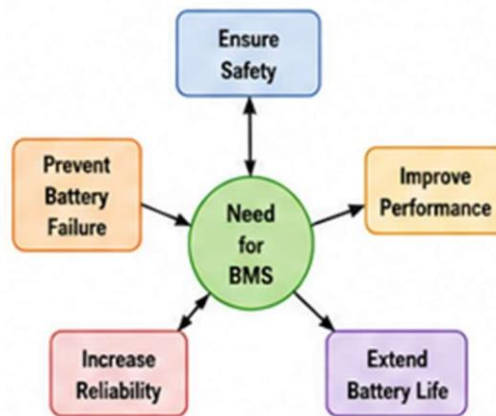 Ensure
Safety
Prevent
Battery
Failure
Need
for
BMS
Improve
Performance
Increase
Reliability
Extend
Battery Life